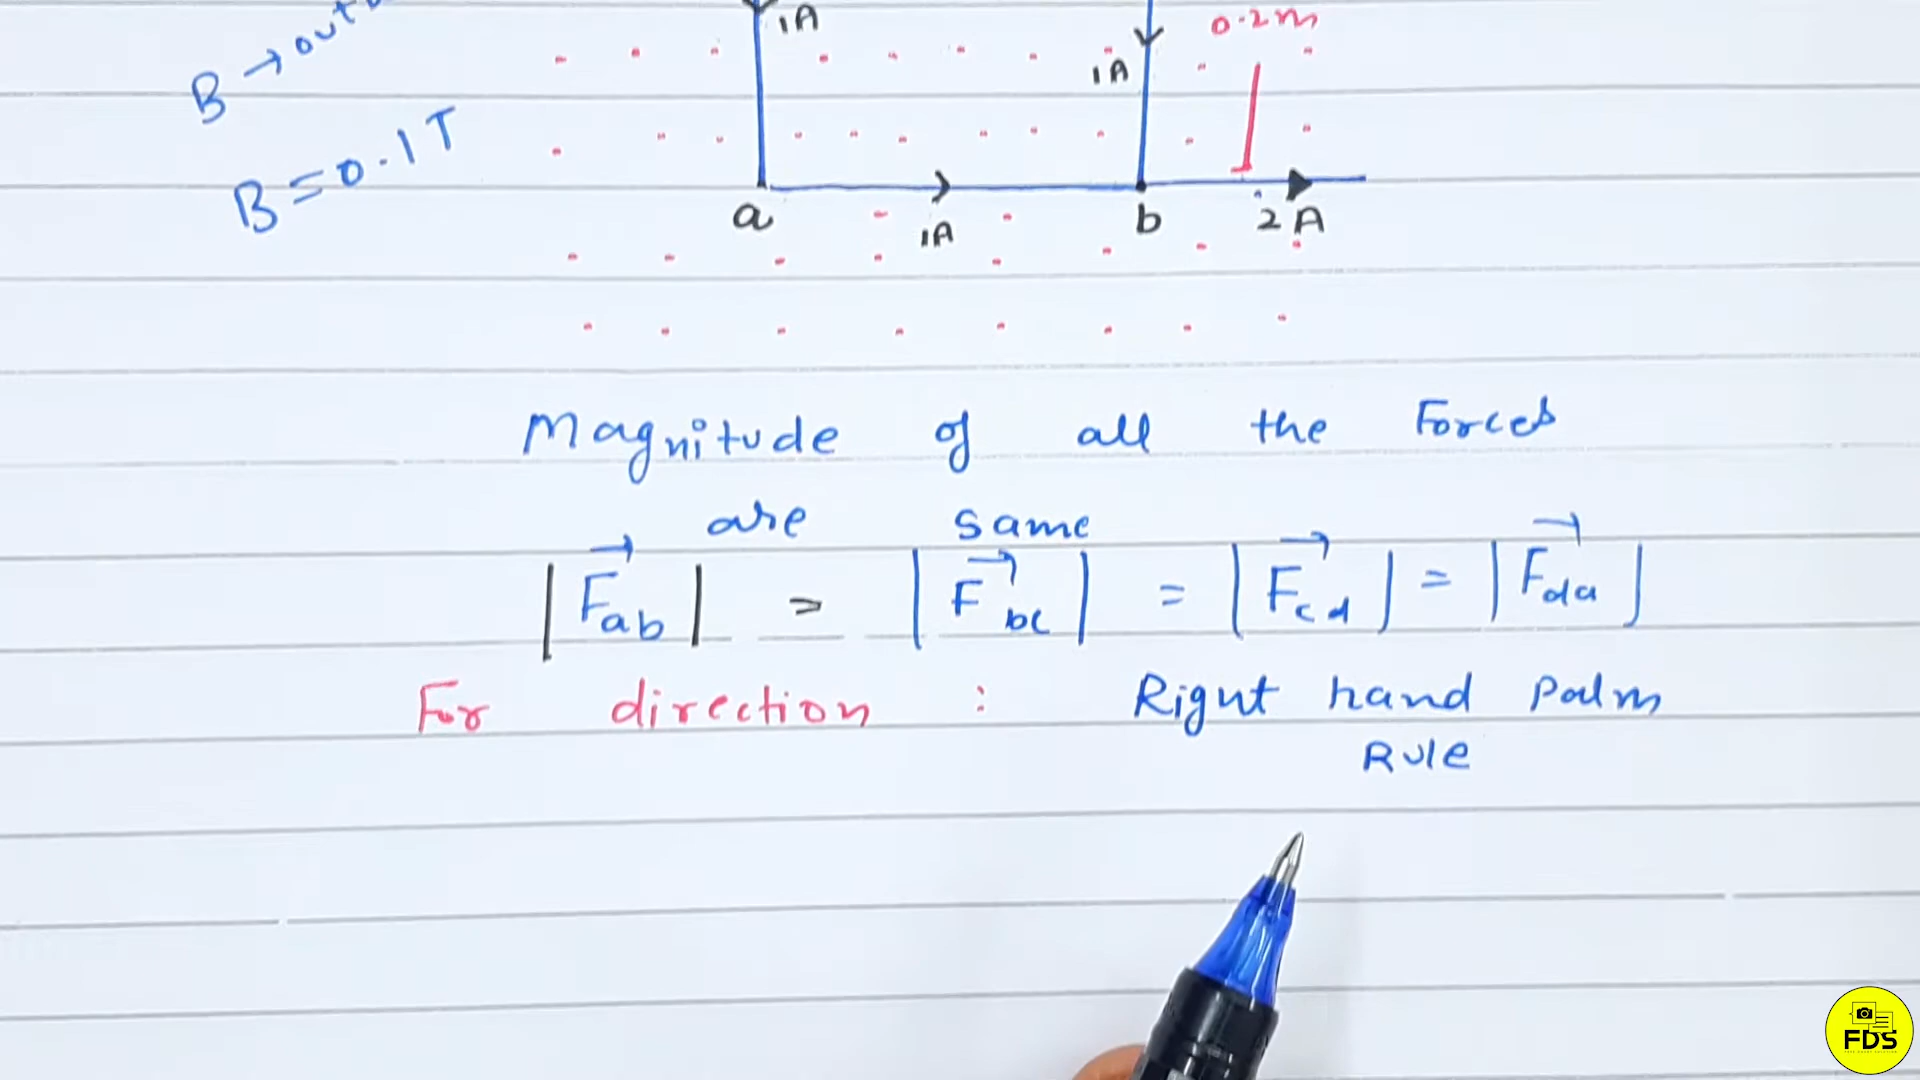 1A
0.2m
B → out
1A
B = 0.1T
a
1A
b
2A
Magnitude of all the Forces
are same
|F⃗ab| = |F⃗bc| = |F⃗cd| = |F⃗da|
For direction : Right hand Palm
Rule
FDS